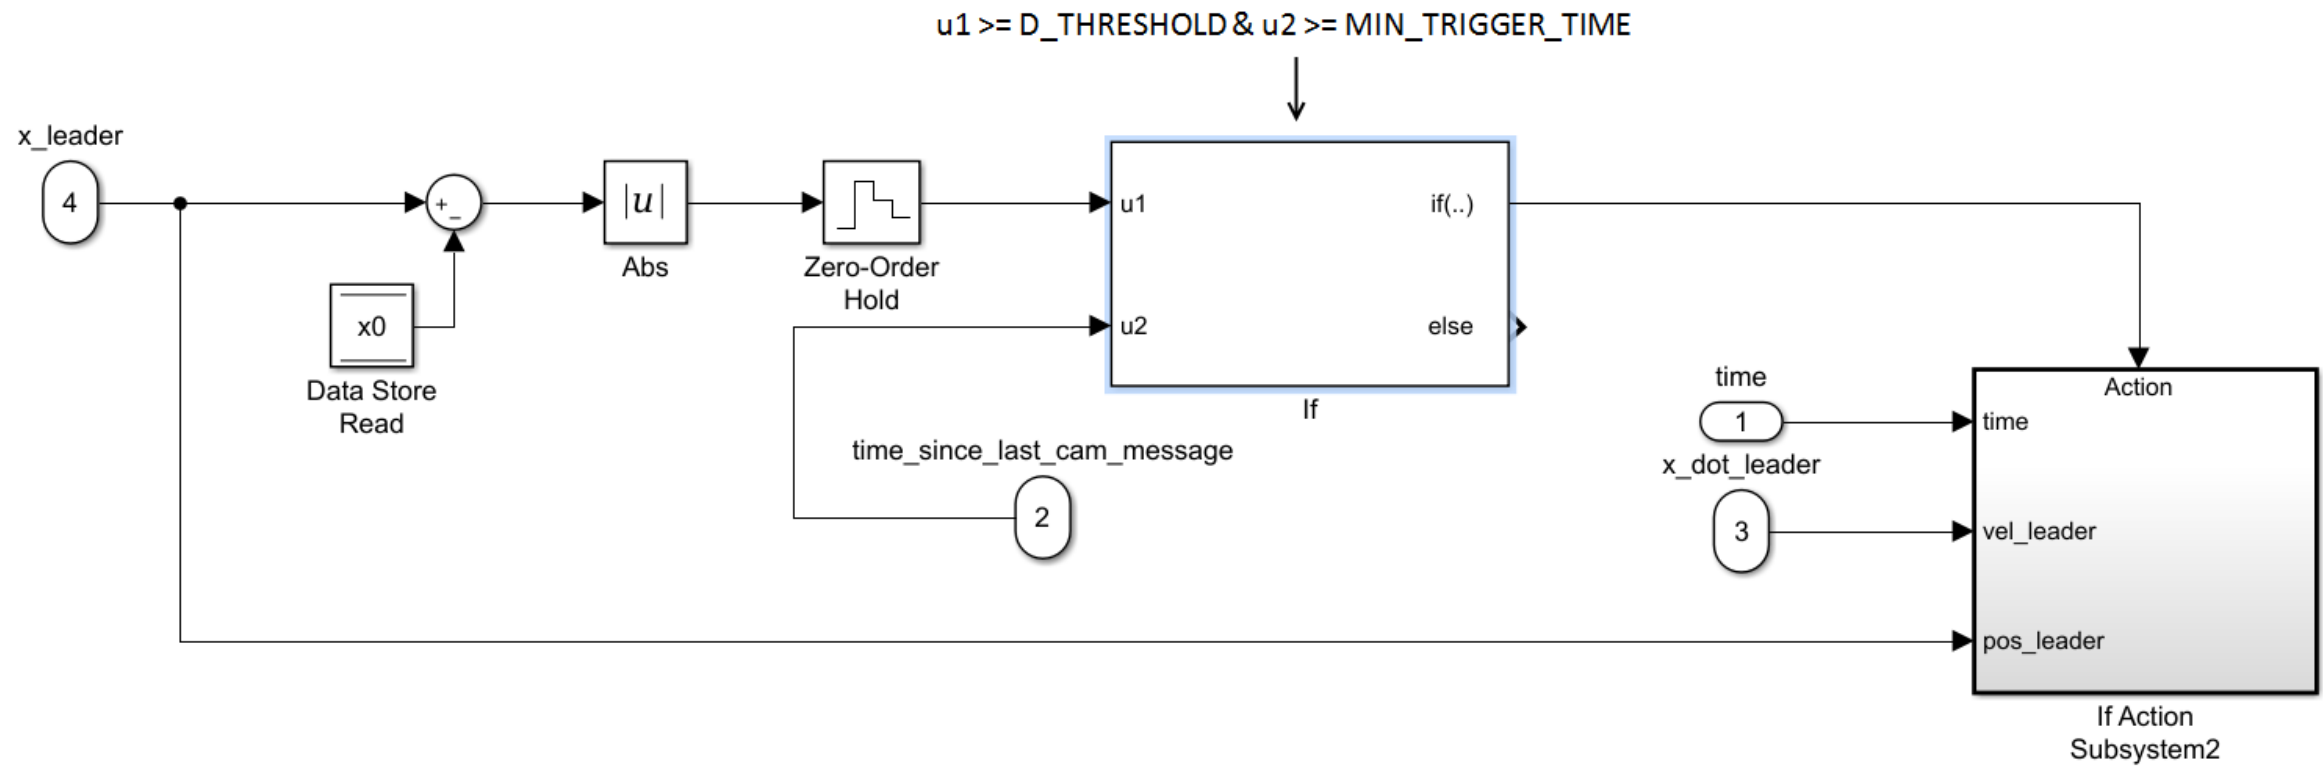 u1 >= D_THRESHOLD & u2 >= MIN_TRIGGER_TIME
x_leader
4
+
−
|u|
Abs
Zero-Order
Hold
x0
Data Store
Read
u1
if(..)
u2
else
If
time_since_last_cam_message
2
time
1
x_dot_leader
3
Action
time
vel_leader
pos_leader
If Action
Subsystem2